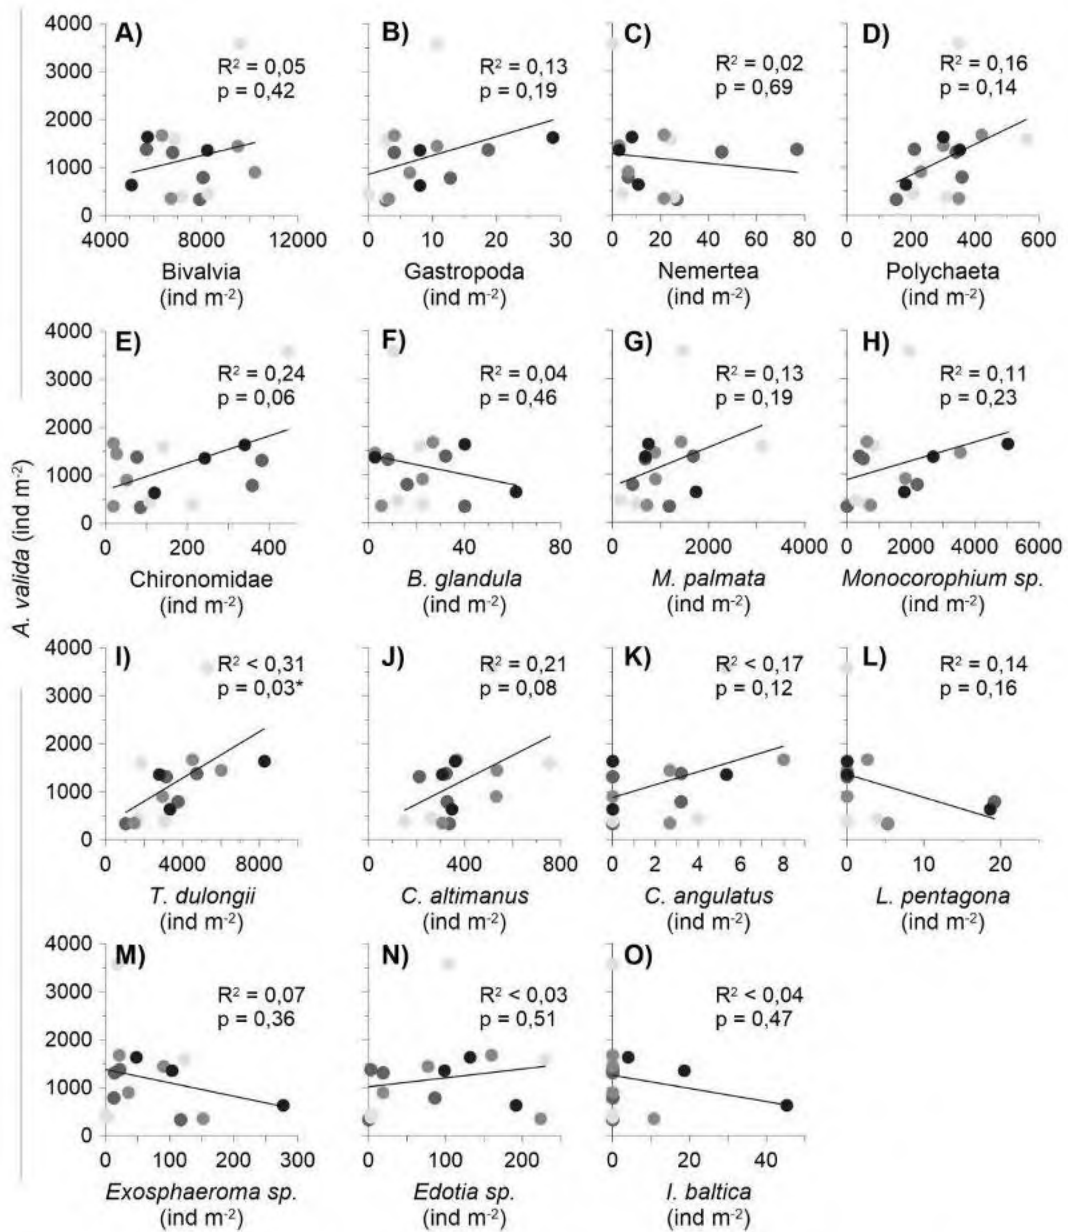 A. valida (ind m-2)
A)
R² = 0,05
p = 0,42
4000
3000
2000
1000
0
4000 8000 12000
Bivalvia
(ind m-2)
B)
R² = 0,13
p = 0,19
0 10 20 30
Gastropoda
(ind m-2)
C)
R² = 0,02
p = 0,69
0 20 40 60 80
Nemertea
(ind m-2)
D)
R² = 0,16
p = 0,14
0 200 400 600
Polychaeta
(ind m-2)
E)
R² = 0,24
p = 0,06
4000
3000
2000
1000
0
0 200 400
Chironomidae
(ind m-2)
F)
R² = 0,04
p = 0,46
0 40 80
B. glandula
(ind m-2)
G)
R² = 0,13
p = 0,19
0 2000 4000
M. palmata
(ind m-2)
H)
R² = 0,11
p = 0,23
0 2000 4000 6000
Monocorophium sp.
(ind m-2)
I)
R² < 0,31
p = 0,03*
4000
3000
2000
1000
0
0 4000 8000
T. dulongii
(ind m-2)
J)
R² = 0,21
p = 0,08
0 400 800
C. altimanus
(ind m-2)
K)
R² < 0,17
p = 0,12
0 2 4 6 8
C. angulatus
(ind m-2)
L)
R² = 0,14
p = 0,16
0 10 20
L. pentagona
(ind m-2)
M)
R² = 0,07
p = 0,36
4000
3000
2000
1000
0
0 100 200 300
Exosphaeroma sp.
(ind m-2)
N)
R² < 0,03
p = 0,51
0 100 200
Edotia sp.
(ind m-2)
O)
R² < 0,04
p = 0,47
0 20 40
I. baltica
(ind m-2)